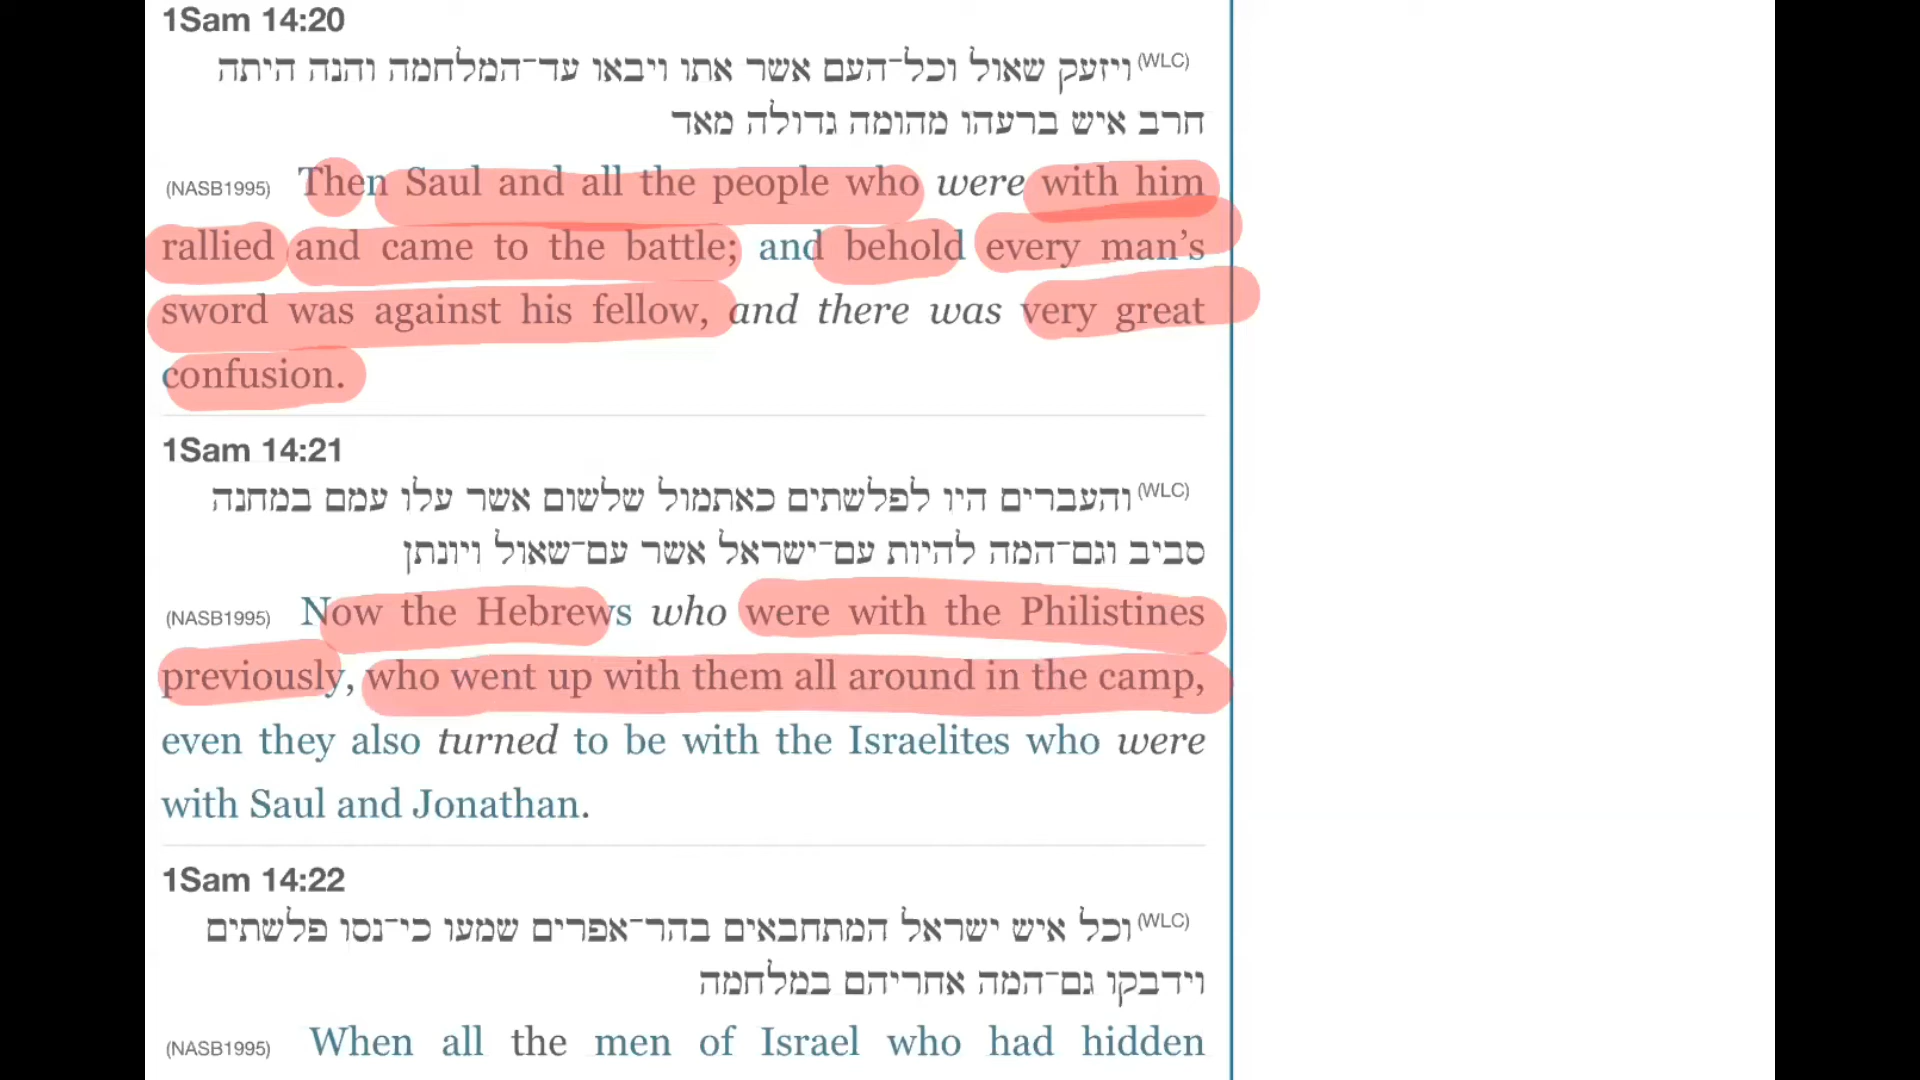 1Sam 14:20
(WLC) ויזעק שאול וכל־העם אשר אתו ויבאו עד־המלחמה והנה היתה
חרב איש ברעהו מהומה גדולה מאד
(NASB1995) Then Saul and all the people who were with him
rallied and came to the battle; and behold every man’s
sword was against his fellow, and there was very great
confusion.
1Sam 14:21
(WLC) והעברים היו לפלשתים כאתמול שלשום אשר עלו עמם במחנה
סביב וגם־המה להיות עם־ישראל אשר עם־שאול ויונתן
(NASB1995) Now the Hebrews who were with the Philistines
previously, who went up with them all around in the camp,
even they also turned to be with the Israelites who were
with Saul and Jonathan.
1Sam 14:22
(WLC) וכל איש ישראל המתחבאים בהר־אפרים שמעו כי־נסו פלשתים
וידבקו גם־המה אחריהם במלחמה
(NASB1995) When all the men of Israel who had hidden